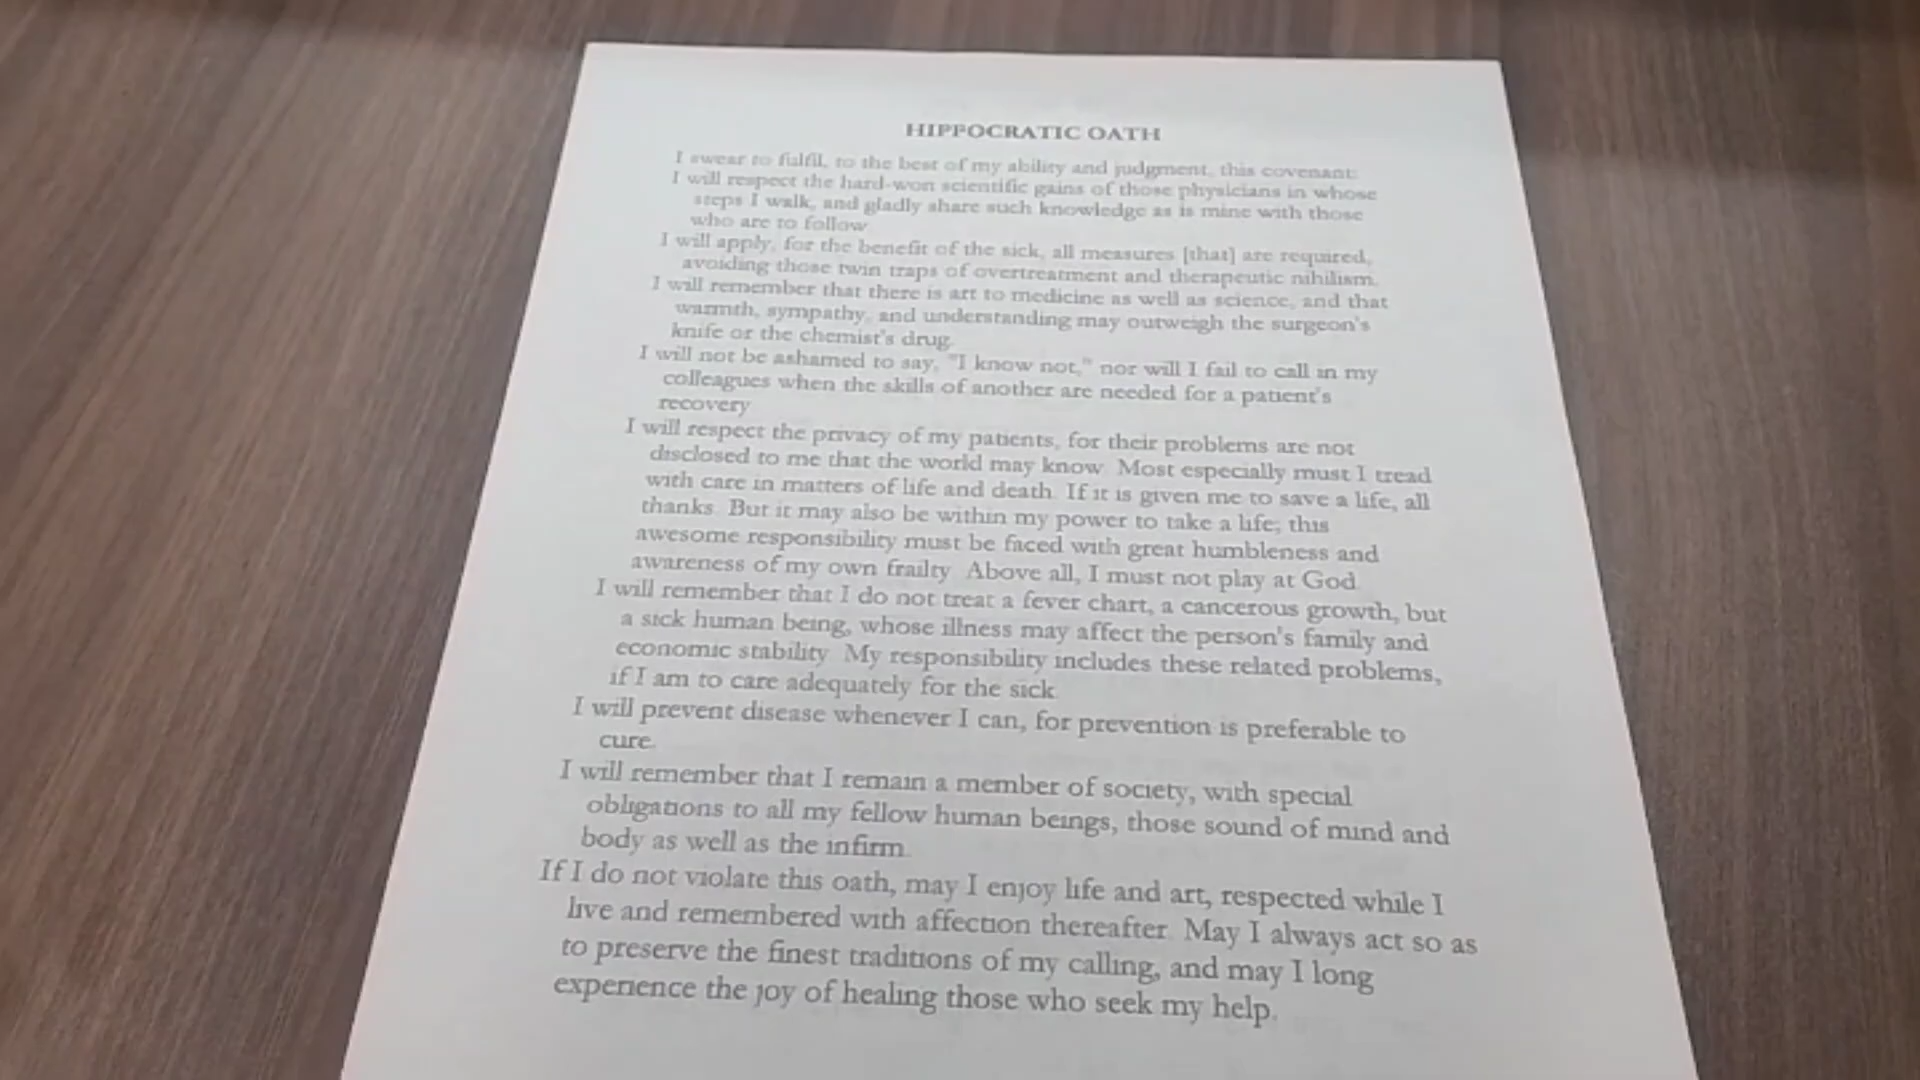 HIPPOCRATIC OATH
I swear to fulfil, to the best of my ability and judgment, this covenant:
I will respect the hard-won scientific gains of those physicians in whose
steps I walk, and gladly share such knowledge as is mine with those
who are to follow.
I will apply, for the benefit of the sick, all measures [that] are required,
avoiding those twin traps of overtreatment and therapeutic nihilism.
I will remember that there is art to medicine as well as science, and that
warmth, sympathy, and understanding may outweigh the surgeon's
knife or the chemist's drug.
I will not be ashamed to say, "I know not," nor will I fail to call in my
colleagues when the skills of another are needed for a patient's
recovery.
I will respect the privacy of my patients, for their problems are not
disclosed to me that the world may know. Most especially must I tread
with care in matters of life and death. If it is given me to save a life, all
thanks. But it may also be within my power to take a life; this
awesome responsibility must be faced with great humbleness and
awareness of my own frailty. Above all, I must not play at God.
I will remember that I do not treat a fever chart, a cancerous growth, but
a sick human being, whose illness may affect the person's family and
economic stability. My responsibility includes these related problems,
if I am to care adequately for the sick.
I will prevent disease whenever I can, for prevention is preferable to
cure.
I will remember that I remain a member of society, with special
obligations to all my fellow human beings, those sound of mind and
body as well as the infirm.
If I do not violate this oath, may I enjoy life and art, respected while I
live and remembered with affection thereafter. May I always act so as
to preserve the finest traditions of my calling, and may I long
experience the joy of healing those who seek my help.